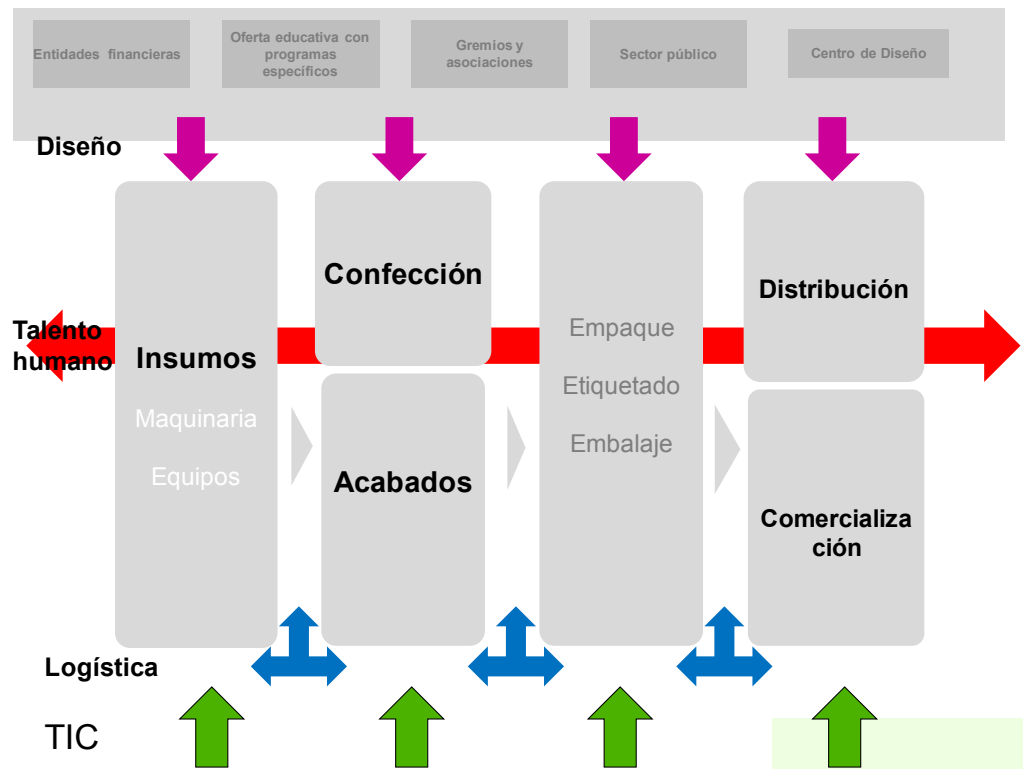 Entidades financieras
Oferta educativa con
programas
específicos
Gremios y
asociaciones
Sector público
Centro de Diseño
Diseño
Confección
Distribución
Talento
humano
Insumos
Maquinaria
Equipos
Empaque
Etiquetado
Embalaje
Acabados
Comercializa
ción
Logística
TIC